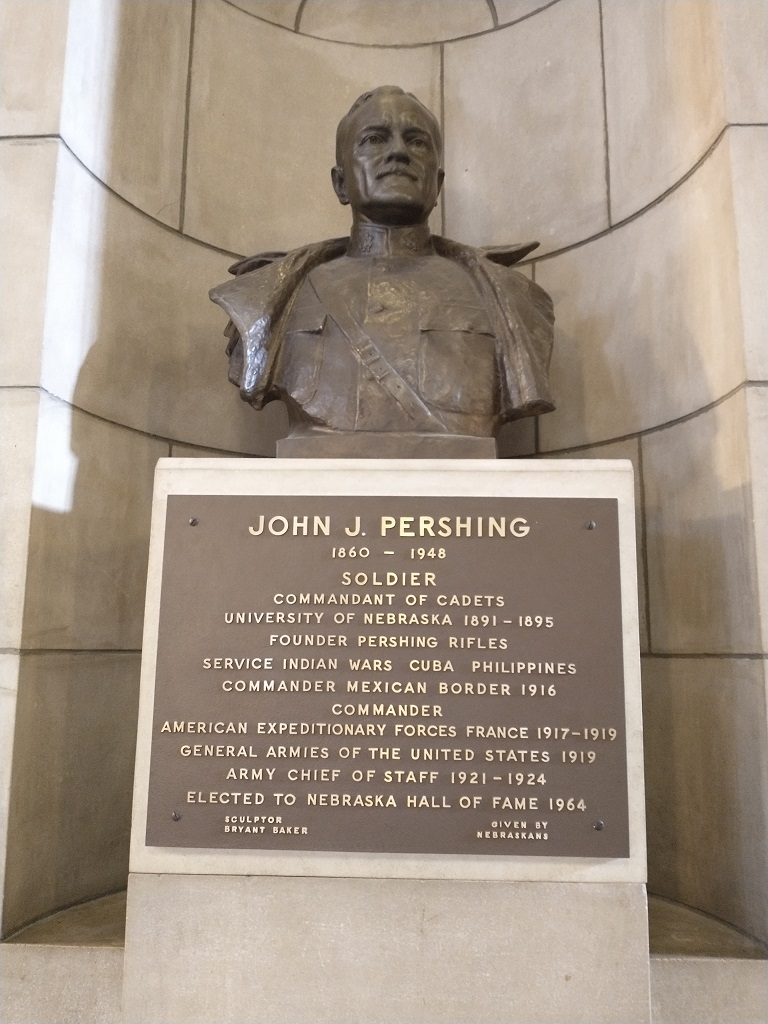 JOHN J. PERSHING
1860 – 1948
SOLDIER
COMMANDANT OF CADETS
UNIVERSITY OF NEBRASKA 1891 – 1895
FOUNDER PERSHING RIFLES
SERVICE INDIAN WARS CUBA PHILIPPINES
COMMANDER MEXICAN BORDER 1916
COMMANDER
AMERICAN EXPEDITIONARY FORCES FRANCE 1917–1919
GENERAL ARMIES OF THE UNITED STATES 1919
ARMY CHIEF OF STAFF 1921 – 1924
ELECTED TO NEBRASKA HALL OF FAME 1964
SCULPTOR
BRYANT BAKER
GIVEN BY
NEBRASKANS